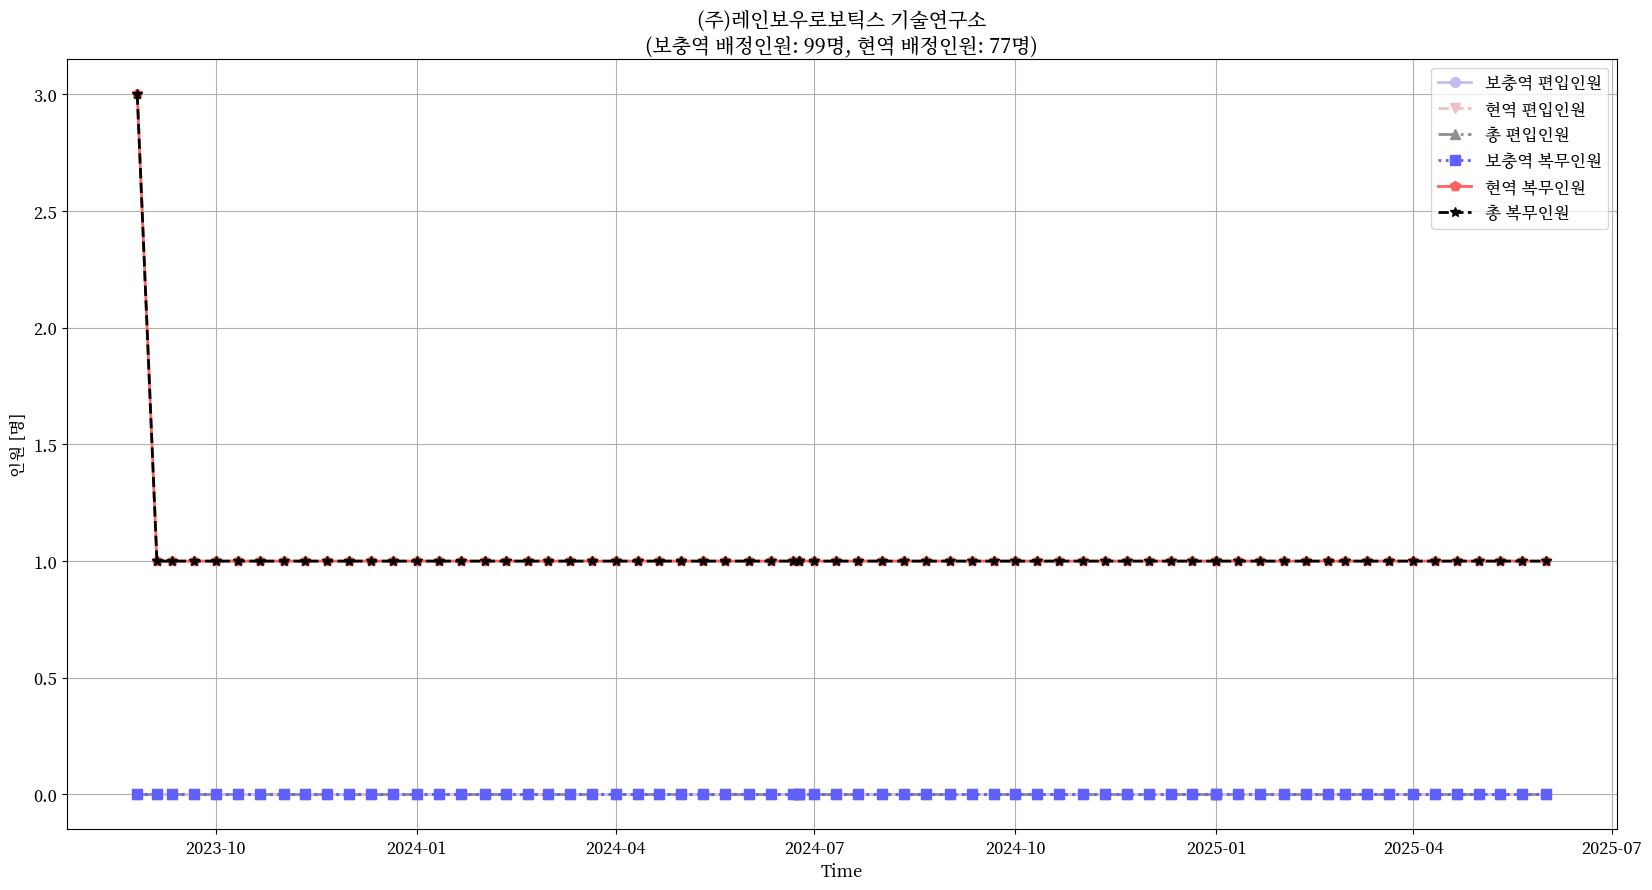 (주)레인보우로보틱스 기술연구소
(보충역 배정인원: 99명, 현역 배정인원: 77명)
보충역 편입인원
현역 편입인원
총 편입인원
보충역 복무인원
현역 복무인원
총 복무인원
3.0
2.5
2.0
1.5
1.0
0.5
0.0
인원 [명]
2023-10
2024-01
2024-04
2024-07
2024-10
2025-01
2025-04
2025-07
Time